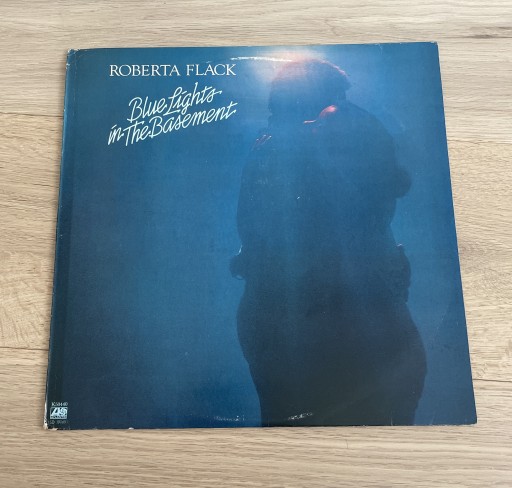 ROBERTA FLACK
Blue Lights
in The Basement